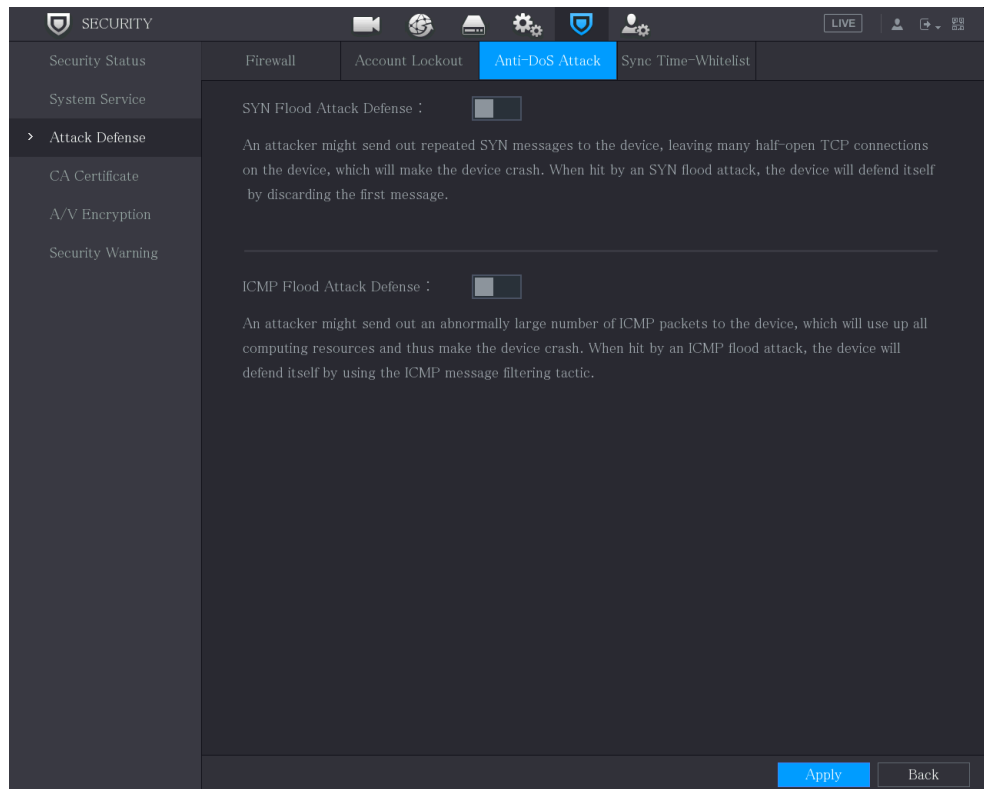 SECURITY
LIVE
Security Status
System Service
Attack Defense
CA Certificate
A/V Encryption
Security Warning
Firewall
Account Lockout
Anti-DoS Attack
Sync Time-Whitelist
SYN Flood Attack Defense :
An attacker might send out repeated SYN messages to the device, leaving many half-open TCP connections
on the device, which will make the device crash. When hit by an SYN flood attack, the device will defend itself
by discarding the first message.
ICMP Flood Attack Defense :
An attacker might send out an abnormally large number of ICMP packets to the device, which will use up all
computing resources and thus make the device crash. When hit by an ICMP flood attack, the device will
defend itself by using the ICMP message filtering tactic.
Apply
Back